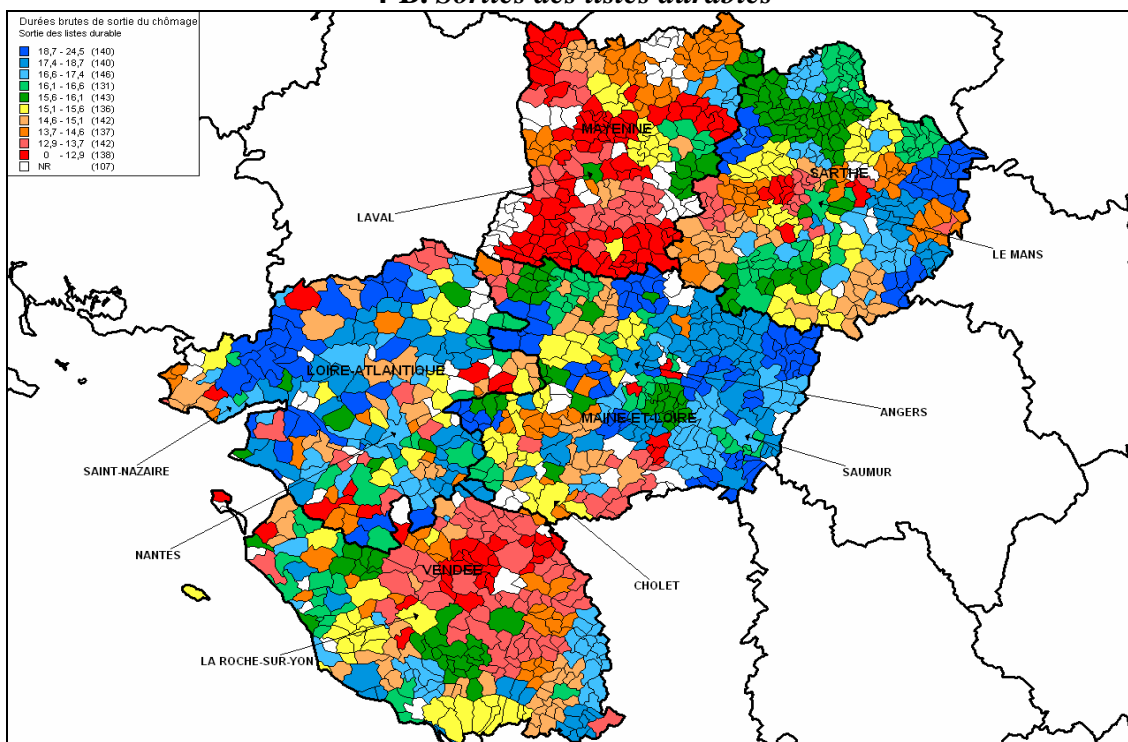 B. Sorties des listes durables
Durées brutes de sortie du chômage
Sortie des listes durable
18,7 - 24,5 (140)
17,4 - 18,7 (140)
16,6 - 17,4 (146)
16,1 - 16,6 (131)
15,6 - 16,1 (143)
15,1 - 15,6 (136)
14,6 - 15,1 (142)
13,7 - 14,6 (137)
12,9 - 13,7 (142)
0 - 12,9 (138)
NR (107)
MAYENNE
SARTHE
LAVAL
LE MANS
LOIRE-ATLANTIQUE
ANGERS
MAINE-ET-LOIRE
SAINT-NAZAIRE
SAUMUR
NANTES
VENDEE
CHOLET
LA ROCHE-SUR-YON